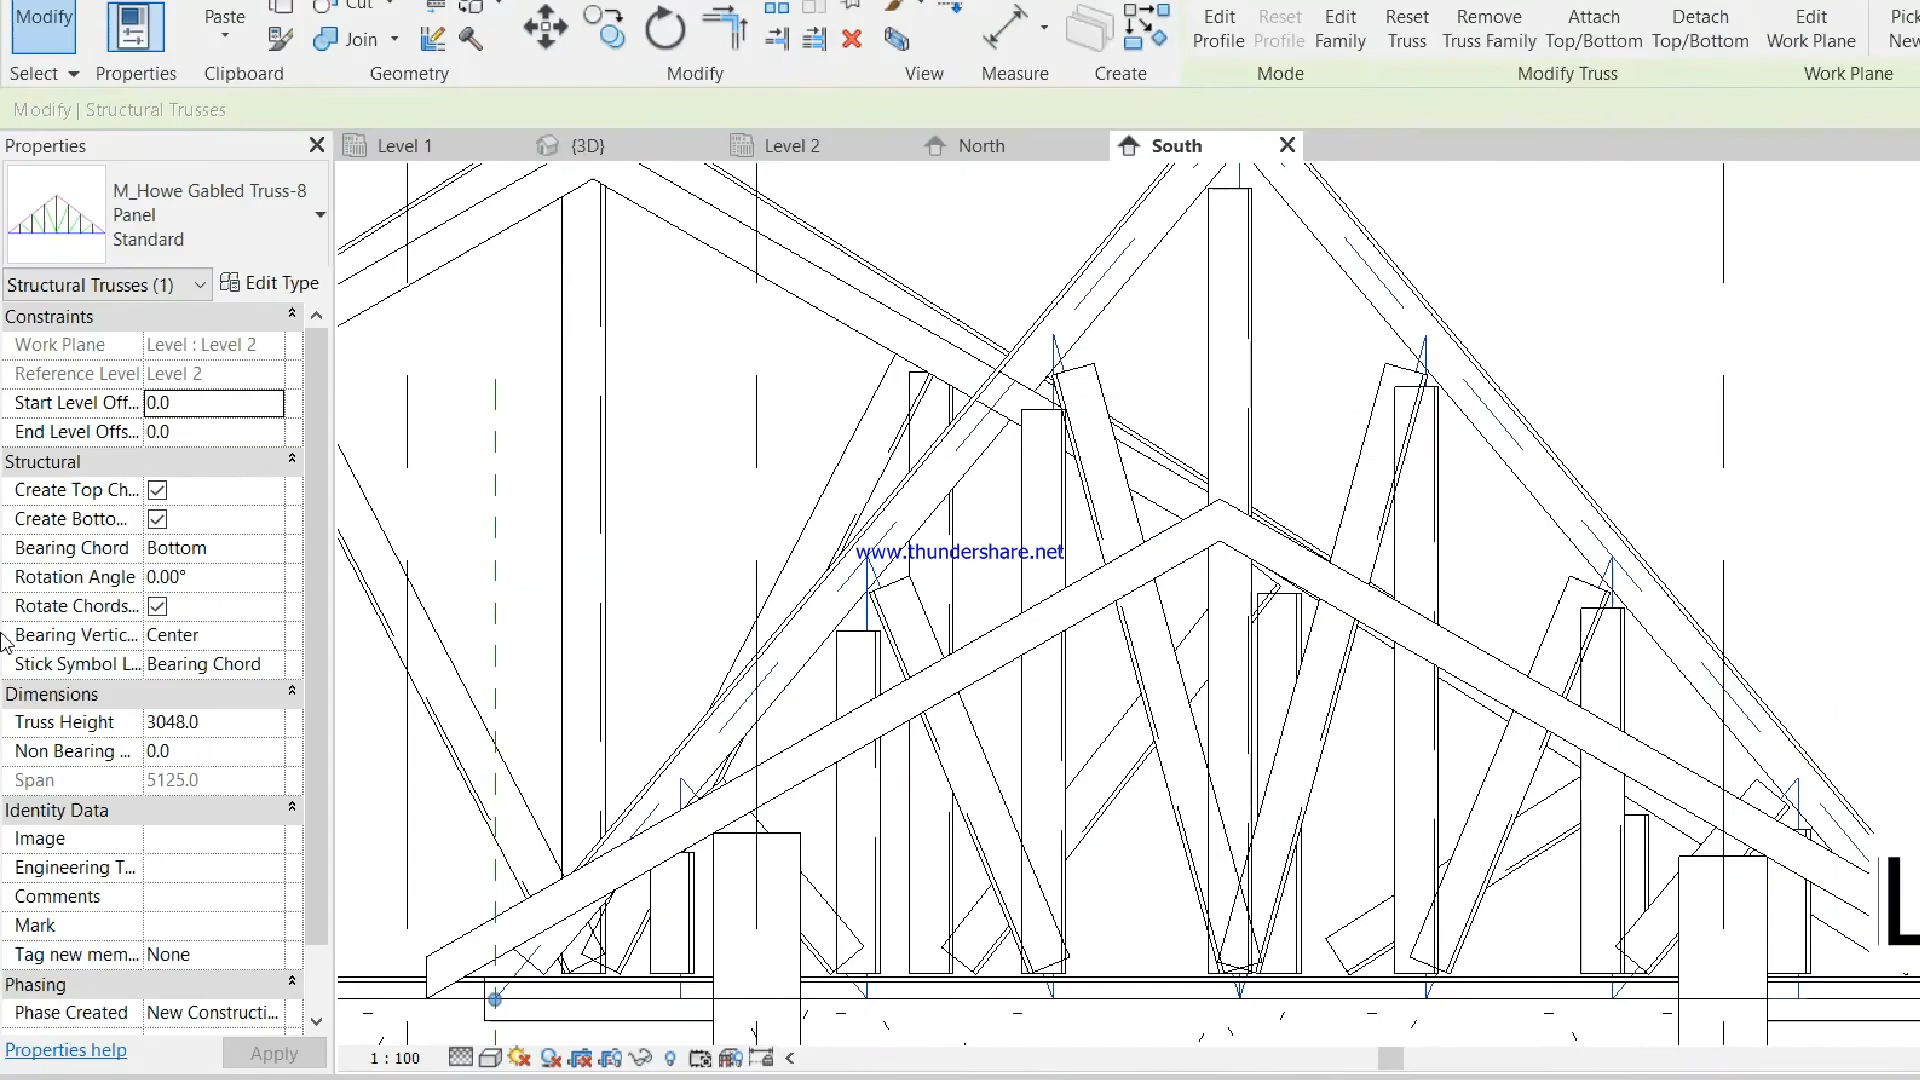 Modify
Paste
Cut
Join
Edit Profile
Reset Profile
Edit Family
Reset Truss
Remove Truss Family
Attach Top/Bottom
Detach Top/Bottom
Edit Work Plane
Pick New
Select
Properties
Clipboard
Geometry
Modify
View
Measure
Create
Mode
Modify Truss
Work Plane
Modify | Structural Trusses
Properties
Level 1
{3D}
Level 2
North
South
M_Howe Gabled Truss-8
Panel
Standard
Structural Trusses (1)
Edit Type
Constraints
Work Plane Level : Level 2
Reference Level Level 2
Start Level Off... 0.0
End Level Offs... 0.0
Structural
Create Top Ch...
Create Botto...
Bearing Chord Bottom
Rotation Angle 0.00°
Rotate Chords...
Bearing Vertic... Center
Stick Symbol L... Bearing Chord
Dimensions
Truss Height 3048.0
Non Bearing ... 0.0
Span 5125.0
Identity Data
Image
Engineering T...
Comments
Mark
Tag new mem... None
Phasing
Phase Created New Constructi...
Properties help
Apply
www.thundershare.net
L
1 : 100